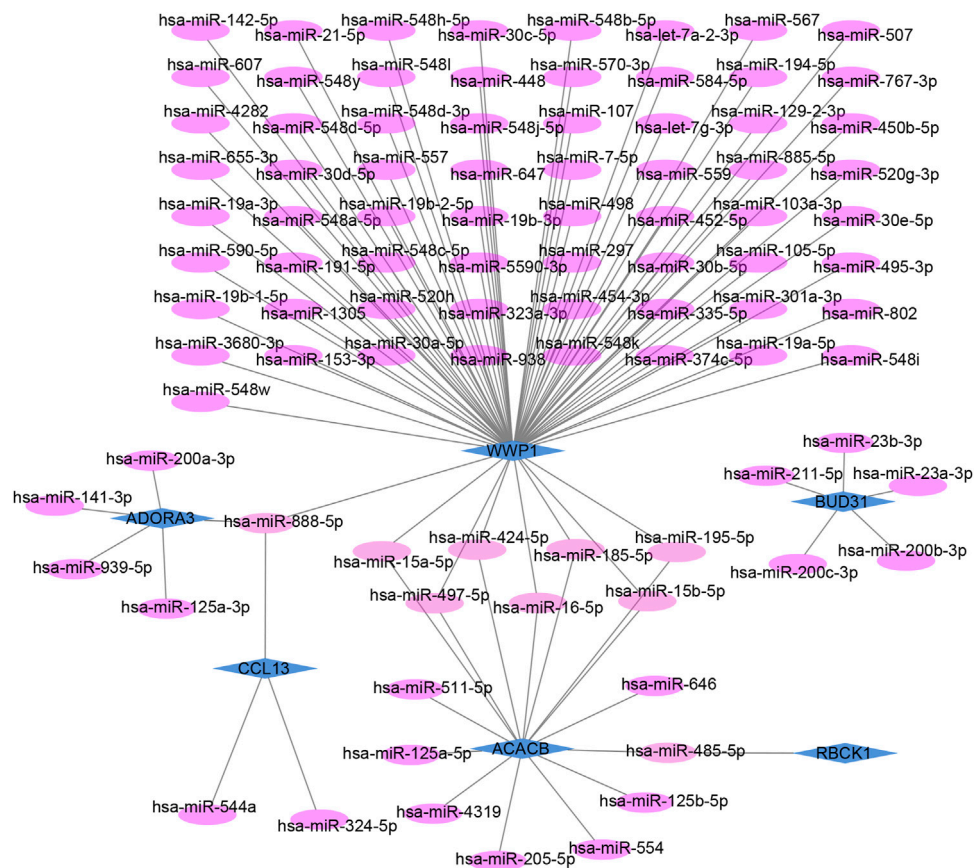 hsa-miR-142-5p
hsa-miR-21-5p
hsa-miR-548h-5p
hsa-miR-30c-5p
hsa-miR-548b-5p
hsa-let-7a-2-3p
hsa-miR-567
hsa-miR-507
hsa-miR-607
hsa-miR-548y
hsa-miR-548l
hsa-miR-448
hsa-miR-570-3p
hsa-miR-584-5p
hsa-miR-194-5p
hsa-miR-767-3p
hsa-miR-4282
hsa-miR-548d-5p
hsa-miR-548d-3p
hsa-miR-548j-5p
hsa-miR-107
hsa-let-7g-3p
hsa-miR-129-2-3p
hsa-miR-450b-5p
hsa-miR-655-3p
hsa-miR-30d-5p
hsa-miR-557
hsa-miR-647
hsa-miR-7-5p
hsa-miR-559
hsa-miR-885-5p
hsa-miR-520g-3p
hsa-miR-19a-3p
hsa-miR-548a-5p
hsa-miR-19b-2-5p
hsa-miR-19b-3p
hsa-miR-498
hsa-miR-452-5p
hsa-miR-103a-3p
hsa-miR-30e-5p
hsa-miR-590-5p
hsa-miR-191-5p
hsa-miR-548c-5p
hsa-miR-5590-3p
hsa-miR-297
hsa-miR-30b-5p
hsa-miR-105-5p
hsa-miR-495-3p
hsa-miR-19b-1-5p
hsa-miR-1305
hsa-miR-520h
hsa-miR-323a-3p
hsa-miR-454-3p
hsa-miR-335-5p
hsa-miR-301a-3p
hsa-miR-802
hsa-miR-3680-3p
hsa-miR-153-3p
hsa-miR-30a-5p
hsa-miR-938
hsa-miR-548k
hsa-miR-374c-5p
hsa-miR-19a-5p
hsa-miR-548i
hsa-miR-548w
WWP1
hsa-miR-200a-3p
hsa-miR-141-3p
ADORA3
hsa-miR-888-5p
hsa-miR-939-5p
hsa-miR-125a-3p
hsa-miR-23b-3p
hsa-miR-211-5p
hsa-miR-23a-3p
BUD31
hsa-miR-200b-3p
hsa-miR-200c-3p
hsa-miR-424-5p
hsa-miR-195-5p
hsa-miR-15a-5p
hsa-miR-185-5p
hsa-miR-497-5p
hsa-miR-16-5p
hsa-miR-15b-5p
CCL13
hsa-miR-544a
hsa-miR-324-5p
hsa-miR-511-5p
hsa-miR-646
hsa-miR-125a-5p
ACACB
hsa-miR-485-5p
RBCK1
hsa-miR-4319
hsa-miR-125b-5p
hsa-miR-205-5p
hsa-miR-554